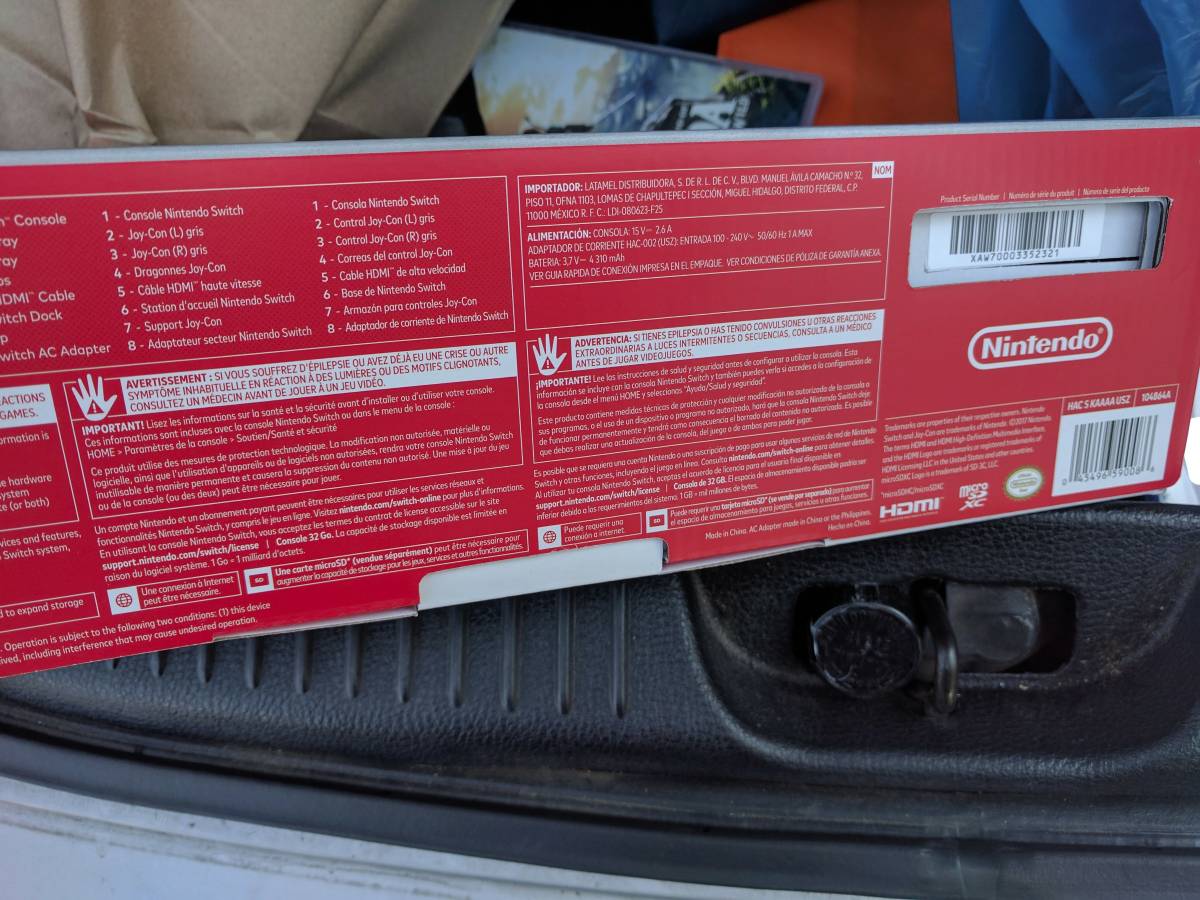 ™ Console
ray
ray
os
HDMI™ Cable
witch Dock
p
witch AC Adapter
1 - Console Nintendo Switch
2 - Joy-Con (L) gris
3 - Joy-Con (R) gris
4 - Dragonnes Joy-Con
5 - Câble HDMI™ haute vitesse
6 - Station d'accueil Nintendo Switch
7 - Support Joy-Con
8 - Adaptateur secteur Nintendo Switch
1 - Consola Nintendo Switch
2 - Control Joy-Con (L) gris
3 - Control Joy-Con (R) gris
4 - Correas del control Joy-Con
5 - Cable HDMI™ de alta velocidad
6 - Base de Nintendo Switch
7 - Armazón para controles Joy-Con
8 - Adaptador de corriente de Nintendo Switch
NOM
IMPORTADOR: LATAMEL DISTRIBUIDORA, S. DE R. L. DE C. V., BLVD. MANUEL ÁVILA CAMACHO N.º 32,
PISO 11, OFNA 1103, LOMAS DE CHAPULTEPEC I SECCIÓN, MIGUEL HIDALGO, DISTRITO FEDERAL, C.P.
11000 MÉXICO R. F. C.: LDI-080623-F2S
ALIMENTACIÓN: CONSOLA: 15 V⎓ 2.6 A
ADAPTADOR DE CORRIENTE HAC-002 (USZ): ENTRADA 100 - 240 V~ 50/60 Hz 1 A MAX
BATERIA: 3,7 V⎓ 4 310 mAh
VER GUIA RAPIDA DE CONEXIÓN IMPRESA EN EL EMPAQUE. VER CONDICIONES DE PÓLIZA DE GARANTÍA ANEXA.
Product Serial Number | Numéro de série du produit | Número de serie del producto
XAW70003352321
Nintendo
ACTIONS
GAMES.
ormation is
e hardware
system
e (or both)
vices and features,
Switch system,
d to expand storage
AVERTISSEMENT : SI VOUS SOUFFREZ D'ÉPILEPSIE OU AVEZ DÉJÀ EU UNE CRISE OU AUTRE
SYMPTÔME INHABITUELLE EN RÉACTION À DES LUMIÈRES OU DES MOTIFS CLIGNOTANTS,
CONSULTEZ UN MÉDECIN AVANT DE JOUER À UN JEU VIDÉO.
IMPORTANT! Lisez les informations sur la santé et la sécurité avant d'installer ou d'utiliser votre console.
Ces informations sont incluses avec la console Nintendo Switch ou dans le menu de la console :
HOME > Paramètres de la console > Soutien/Santé et sécurité
Ce produit utilise des mesures de protection technologique. La modification non autorisée, matérielle ou
logicielle, ainsi que l'utilisation d'appareils ou de logiciels non autorisés, rendra votre console Nintendo Switch
inutilisable de manière permanente et causera la suppression du contenu non autorisé. Une mise à jour du jeu
ou de la console (ou des deux) peut être nécessaire pour jouer.
Un compte Nintendo et un abonnement payant peuvent être nécessaires pour utiliser les services réseaux et
fonctionnalités Nintendo Switch, y compris le jeu en ligne. Visitez nintendo.com/switch-online pour plus d'informations.
En utilisant la console Nintendo Switch, vous acceptez les termes du contrat de license accessible sur le site
support.nintendo.com/switch/license | Console 32 Go. La capacité de stockage disponible est limitée en
raison du logiciel système. 1 Go = 1 milliard d'octets.
Une connexion à Internet
peut être nécessaire.
Une carte microSD* (vendue séparément) peut être nécessaire pour
augmenter la capacité de stockage pour les jeux, services et autres fonctionnalités.
. Operation is subject to the following two conditions: (1) this device
ived, including interference that may cause undesired operation.
ADVERTENCIA: SI TIENES EPILEPSIA O HAS TENIDO CONVULSIONES U OTRAS REACCIONES
EXTRAORDINARIAS A LUCES INTERMITENTES O SECUENCIAS, CONSULTA A UN MÉDICO
ANTES DE JUGAR VIDEOJUEGOS.
¡IMPORTANTE! Lee las instrucciones de salud y seguridad antes de configurar o utilizar la consola. Esta
información se incluye con la consola Nintendo Switch y también puedes verla si accedes a la configuración
de la consola desde el menú HOME y seleccionas "Ayuda/Salud y seguridad".
Este producto contiene medidas técnicas de protección y cualquier modificación no autorizada de la consola o
sus programas, o el uso de un dispositivo o programa no autorizado, hará que la consola Nintendo Switch deje
de funcionar permanentemente y tendrá como consecuencia el borrado del contenido no autorizado. Es posible
que debas realizar una actualización de la consola, del juego o de ambos para poder jugar.
Es posible que se requiera una cuenta Nintendo o una suscripción de pago para usar algunos servicios de red de Nintendo
Switch y otras funciones, incluyendo el juego en línea. Consulta nintendo.com/switch-online para obtener detalles.
Al utilizar tu consola Nintendo Switch, aceptas el acuerdo de licencia para el usuario final disponible en
support.nintendo.com/switch/license | Consola de 32 GB. El espacio de almacenamiento disponible podría ser
inferior debido a los requerimientos del sistema. 1 GB = mil millones de bytes.
Puede requerir una
conexión a internet.
Puede requerir una tarjeta microSD* (se vende por separado) para aumentar
el espacio de almacenamiento para juegos, servicios u otras funciones.
Made in China. AC Adapter made in China or the Philippines.
Hecho en China.
Trademarks are properties of their respective owners. Nintendo
Switch and Joy-Con are trademarks of Nintendo. ©2017 Nintendo
The terms HDMI and HDMI High-Definition Multimedia Interface,
and the HDMI Logo are trademarks or registered trademarks of
HDMI Licensing LLC in the United States and other countries.
microSDXC Logo is a trademark of SD-3C, LLC.
*microSDHC/microSDXC
HDMI
micro
SD
XC
HAC S KAAAA USZ 104864A
0 45496 59008 6